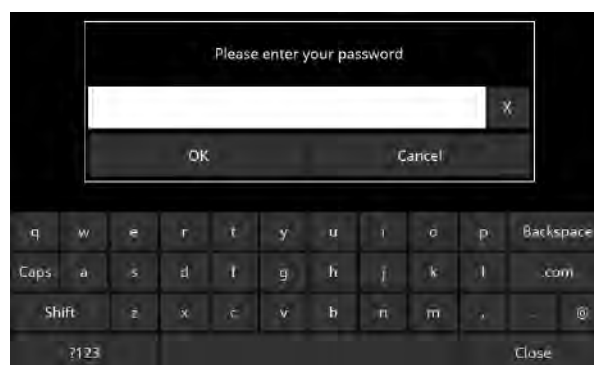 Please enter your password
X
OK Cancel
q w e r t y u i o p Backspace
Caps a s d f g h j k l .com
Shift z x c v b n m , . @
?123 Close